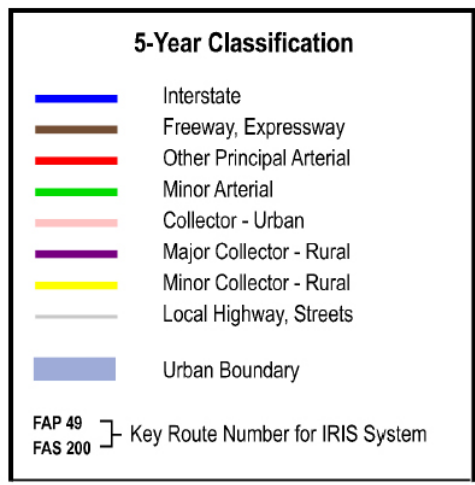 5-Year Classification
Interstate
Freeway, Expressway
Other Principal Arterial
Minor Arterial
Collector - Urban
Major Collector - Rural
Minor Collector - Rural
Local Highway, Streets
Urban Boundary
FAP 49
FAS 200
Key Route Number for IRIS System